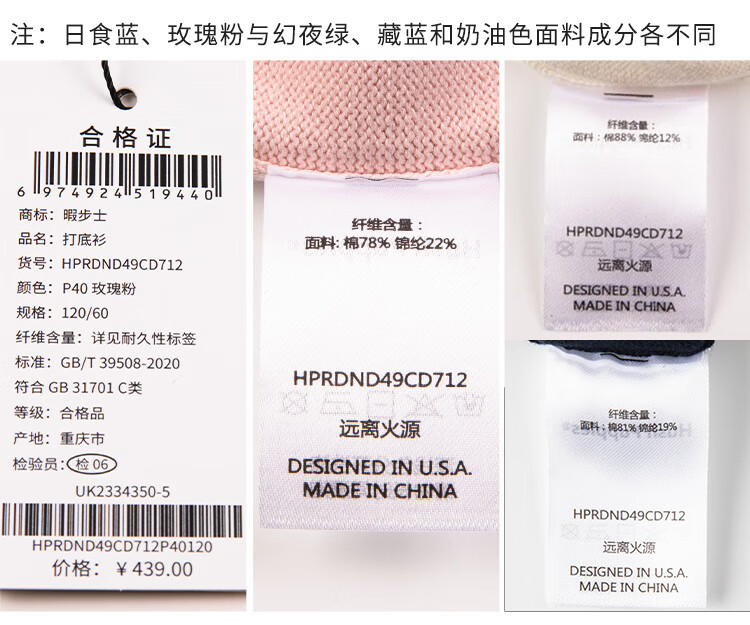 注：日食蓝、玫瑰粉与幻夜绿、藏蓝和奶油色面料成分各不同
合格证
6 974924 519440
商标：暇步士
品名：打底衫
货号：HPRDND49CD712
颜色：P40 玫瑰粉
规格：120/60
纤维含量：详见耐久性标签
标准：GB/T 39508-2020
符合 GB 31701 C类
等级：合格品
产地：重庆市
检验员：检 06
UK2334350-5
HPRDND49CD712P40120
价格：￥439.00
纤维含量：
面料: 棉78% 锦纶22%
HPRDND49CD712
远离火源
DESIGNED IN U.S.A.
MADE IN CHINA
纤维含量：
面料：棉88% 锦纶12%
HPRDND49CD712
远离火源
DESIGNED IN U.S.A.
MADE IN CHINA
纤维含量：
面料：棉81% 锦纶19%
HPRDND49CD712
远离火源
DESIGNED IN U.S.A.
MADE IN CHINA